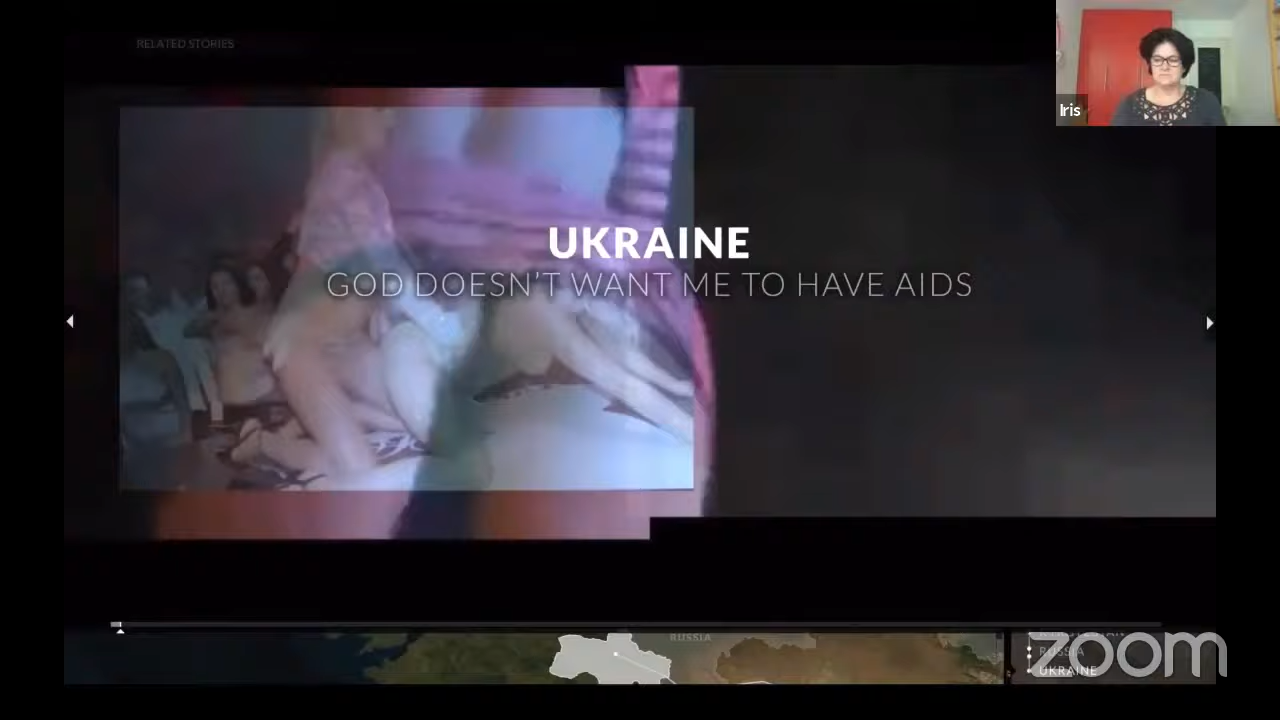 RELATED STORIES
Iris
UKRAINE
GOD DOESN'T WANT ME TO HAVE AIDS
RUSSIA
RUSSIA
UKRAINE
zoom